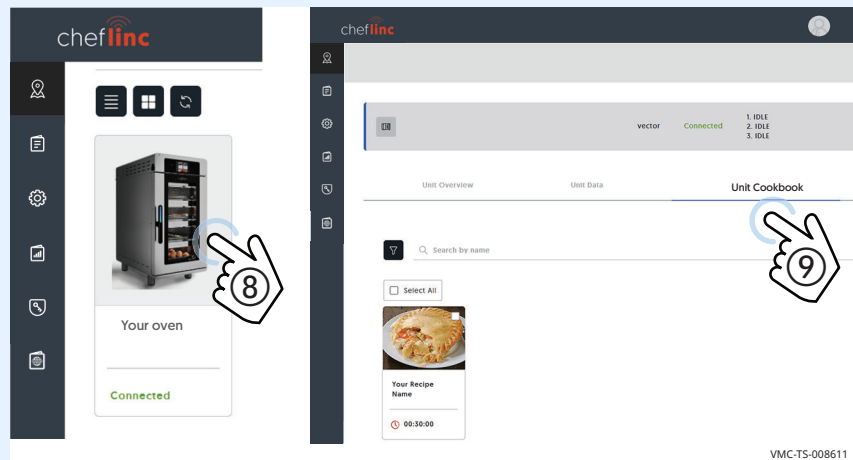 cheflinc
Your oven
Connected
8
cheflinc
vector Connected
1. IDLE
2. IDLE
3. IDLE
Unit Overview Unit Data Unit Cookbook
9
Search by name
Select All
Your Recipe
Name
00:30:00
VMC-TS-008611